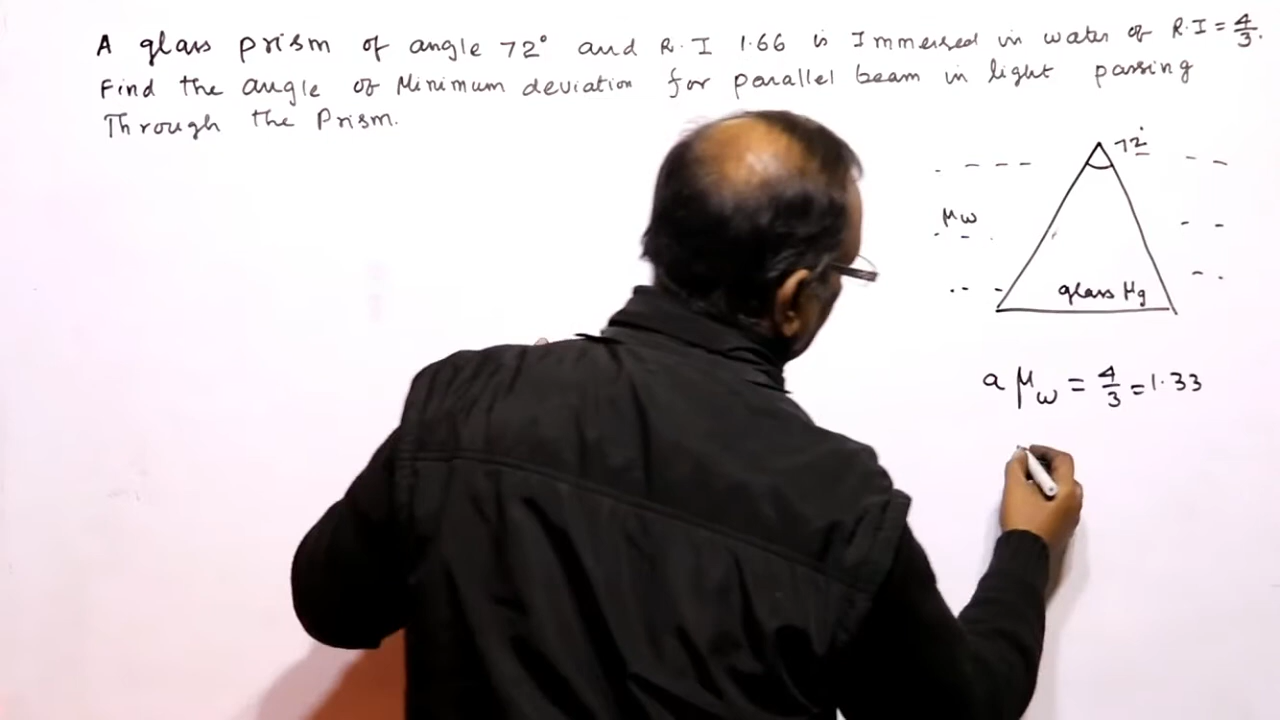 A glass prism of angle 72° and R.I 1.66 is Immersed in water of R.I = 4/3.
Find the angle of Minimum deviation for parallel beam in light passing
Through the Prism.
72°
μw
glass μg
a μw = 4/3 = 1.33